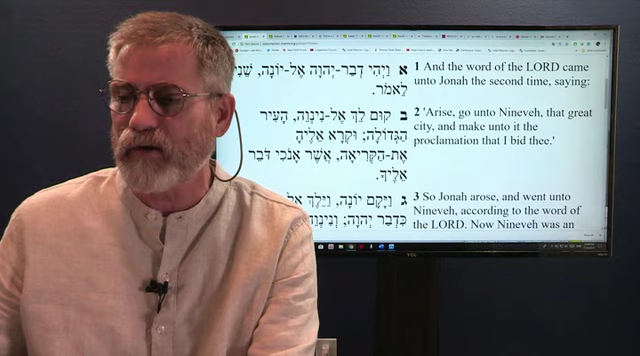 א וַיְהִי דְבַר-יְהוָה אֶל-יוֹנָה,
לֵאמֹר.
ב קוּם לֵךְ אֶל-נִינְוֵה, הָעִיר
הַגְּדוֹלָה; וּקְרָא אֵלֶיהָ
אֶת-הַקְּרִיאָה, אֲשֶׁר אָנֹכִי דֹּבֵר
אֵלֶיךָ.
ג וַיָּקָם יוֹנָה, וַיֵּלֶךְ
כִּדְבַר יְהוָה;
1 And the word of the LORD came
unto Jonah the second time, saying:
2 'Arise, go unto Nineveh, that great
city, and make unto it the
proclamation that I bid thee.'
3 So Jonah arose, and went unto
Nineveh, according to the word of
the LORD. Now Nineveh was an
TCL